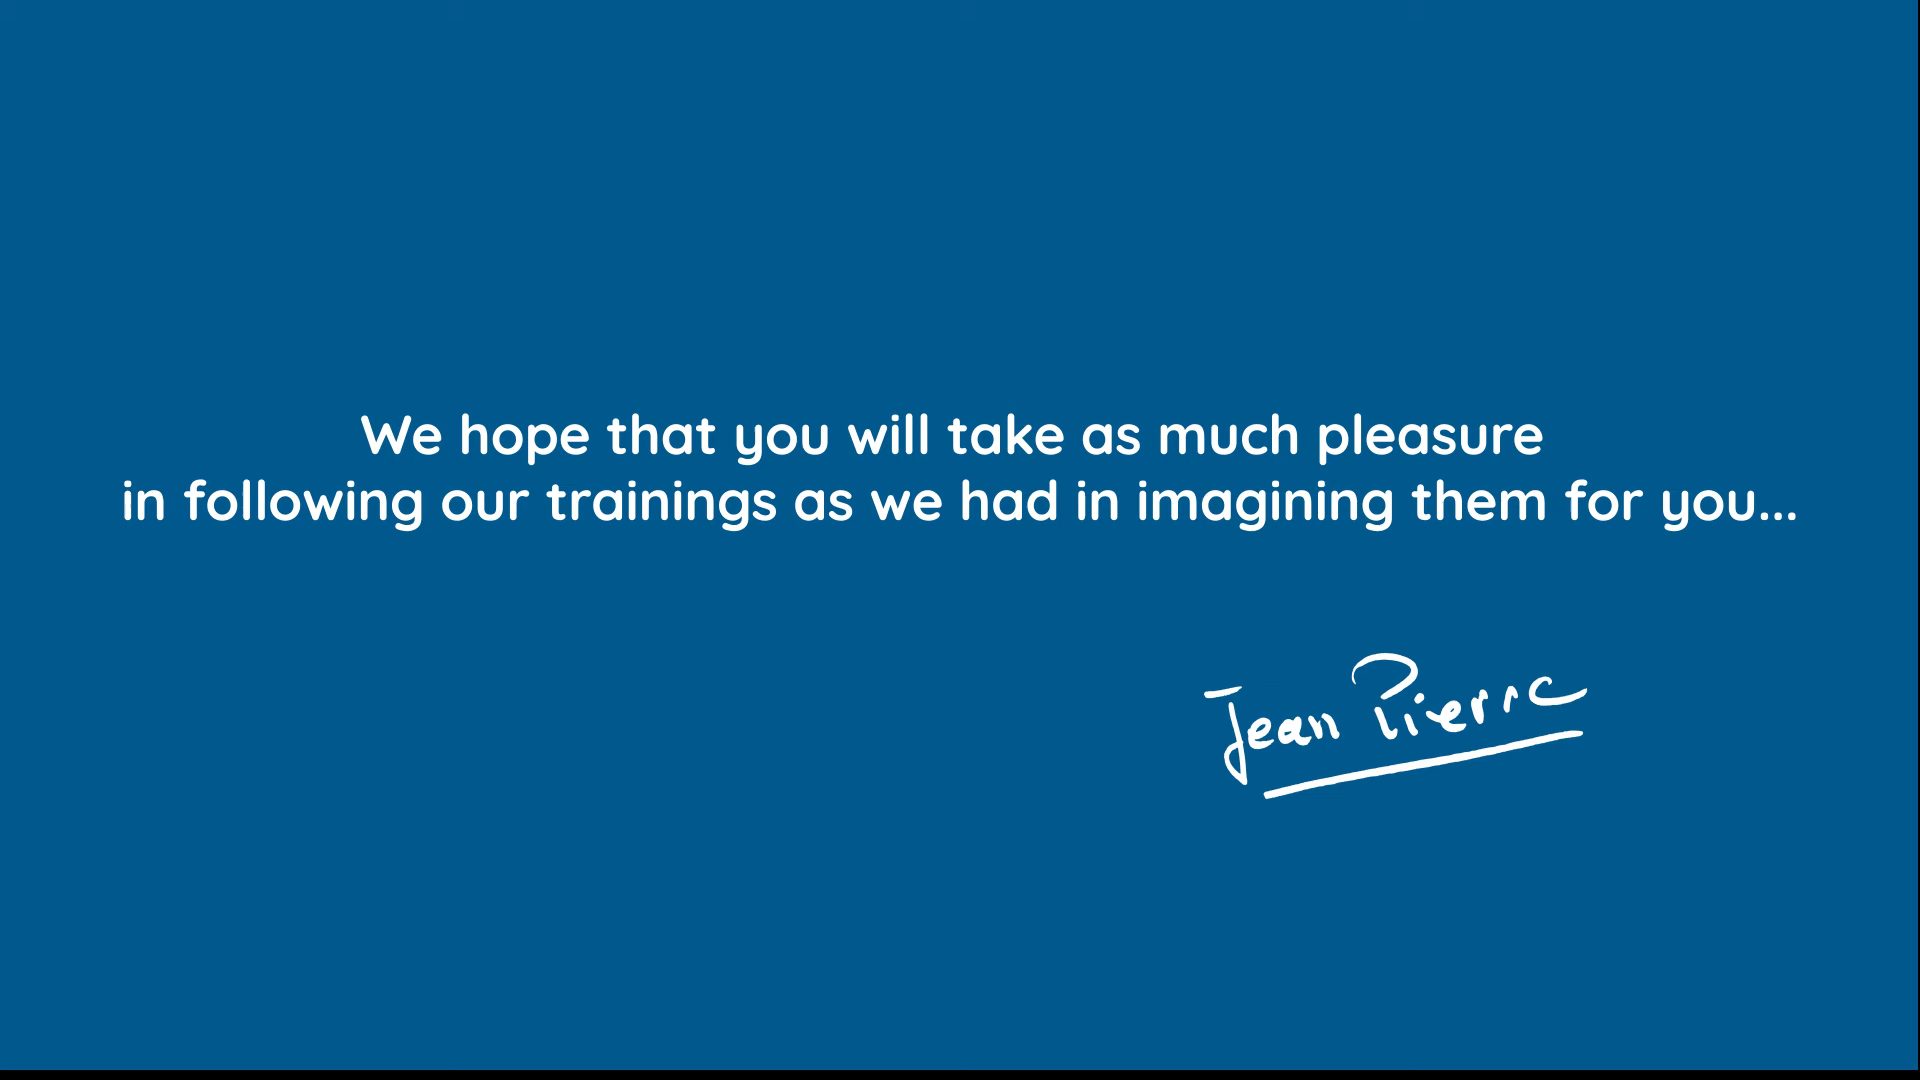 We hope that you will take as much pleasure
in following our trainings as we had in imagining them for you...
Jean Pierre